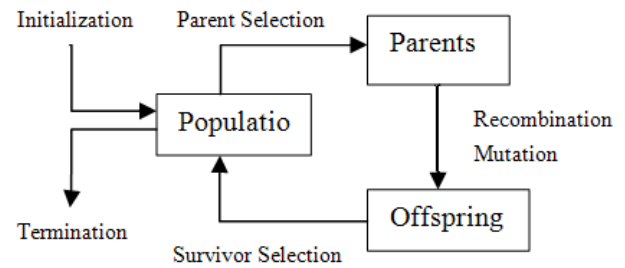 Initialization
Parent Selection
Parents
Populatio
Recombination
Mutation
Offspring
Termination
Survivor Selection